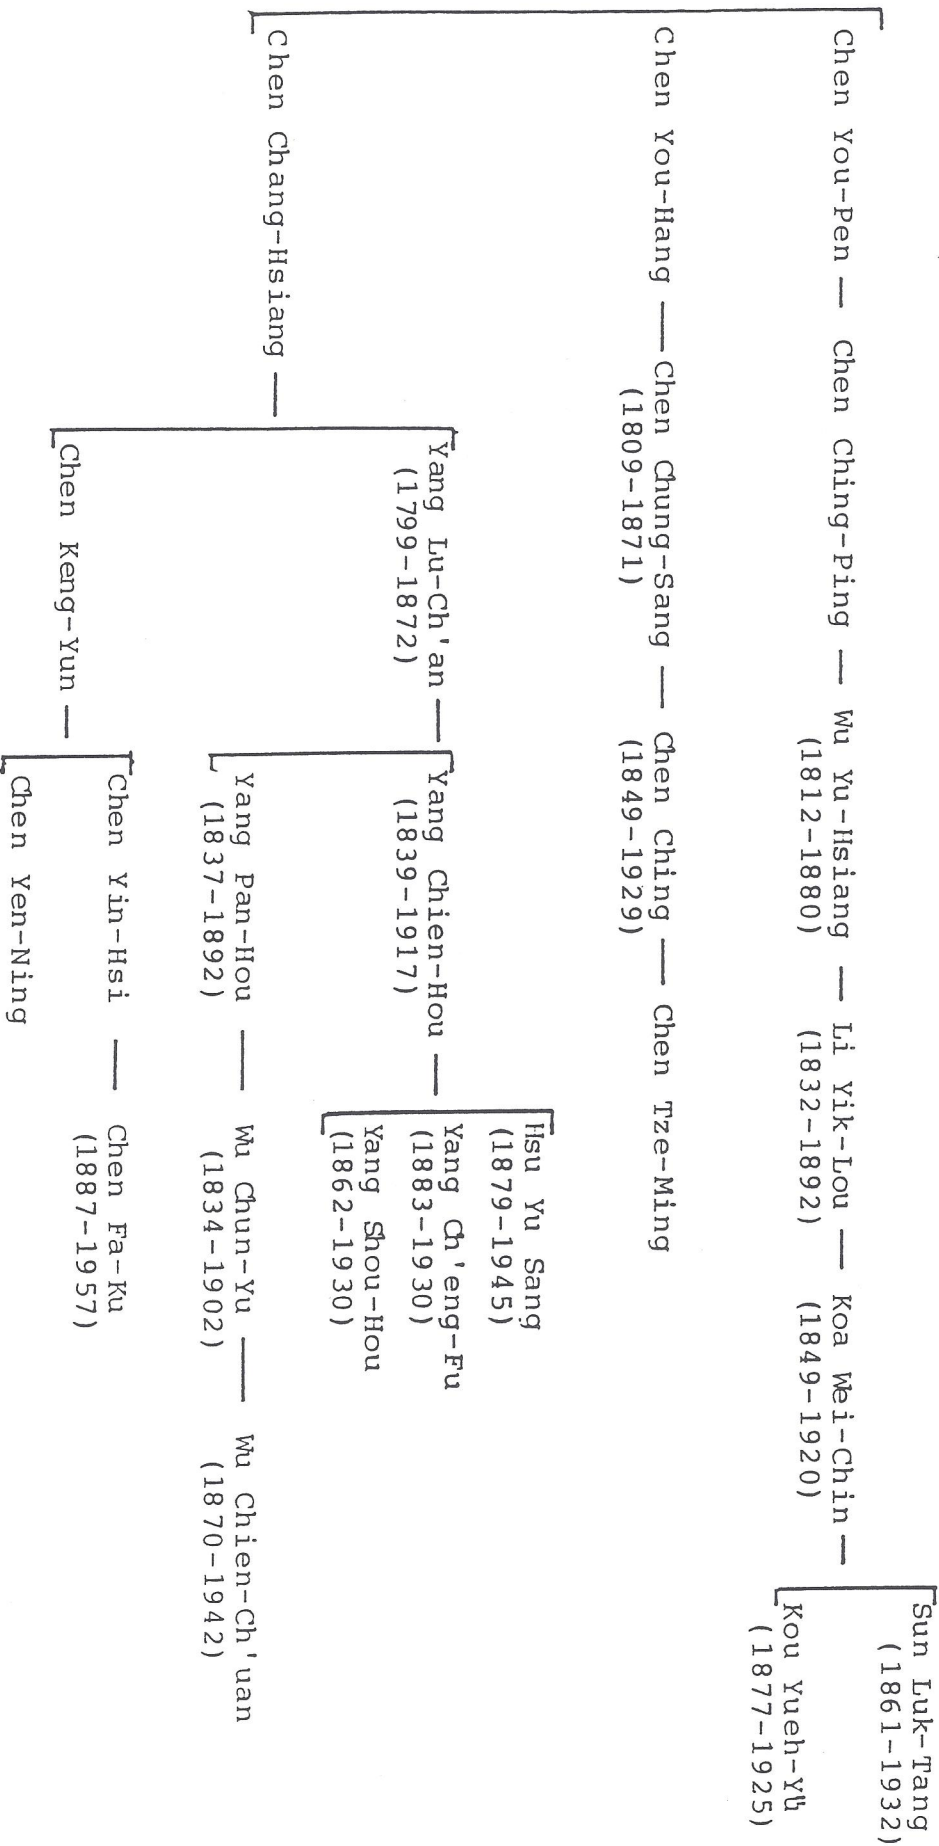 Chen You-Pen — Chen Ching-Ping — Wu Yu-Hsiang — Li Yik-Lou — Koa Wei-Chin —
(1812-1880)
(1832-1892)
(1849-1920)
Sun Luk-Tang
(1861-1932)
Kou Yueh-Yü
(1877-1925)
Chen You-Hang — Chen Chung-Sang — Chen Ching — Chen Tze-Ming
(1809-1871)
(1849-1929)
Chen Chang-Hsiang —
Yang Lu-Ch'an —
(1799-1872)
Yang Chien-Hou —
(1839-1917)
Hsu Yu Sang
(1879-1945)
Yang Ch'eng-Fu
(1883-1930)
Yang Shou-Hou
(1862-1930)
Yang Pan-Hou — Wu Chun-Yu — Wu Chien-Ch'uan
(1837-1892)
(1834-1902)
(1870-1942)
Chen Keng-Yun —
Chen Yin-Hsi — Chen Fa-Ku
(1887-1957)
Chen Yen-Ning